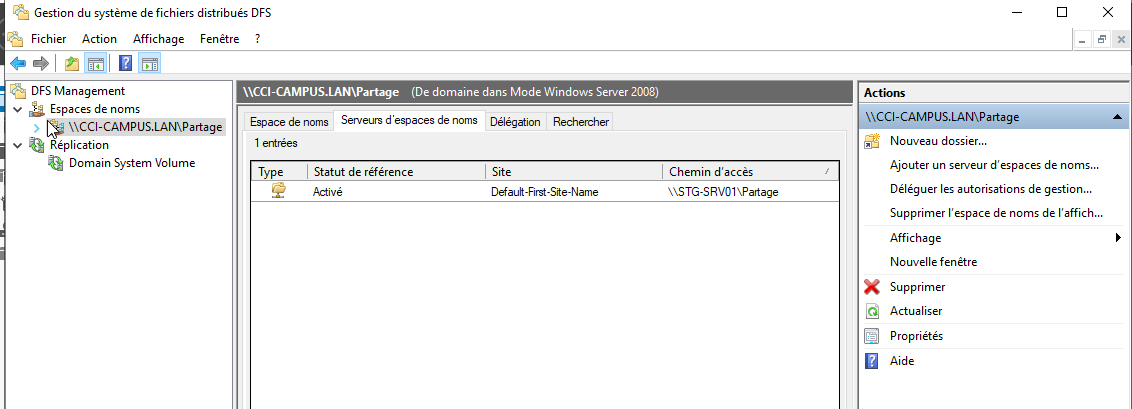 Gestion du système de fichiers distribués DFS
Fichier Action Affichage Fenêtre ?
DFS Management
Espaces de noms
\\CCI-CAMPUS.LAN\Partage
Réplication
Domain System Volume
\\CCI-CAMPUS.LAN\Partage (De domaine dans Mode Windows Server 2008)
Espace de noms Serveurs d'espaces de noms Délégation Rechercher
1 entrées
Type Statut de référence Site Chemin d'accès
Activé Default-First-Site-Name \\STG-SRV01\Partage
Actions
\\CCI-CAMPUS.LAN\Partage
Nouveau dossier...
Ajouter un serveur d'espaces de noms...
Déléguer les autorisations de gestion...
Supprimer l'espace de noms de l'affich...
Affichage
Nouvelle fenêtre
Supprimer
Actualiser
Propriétés
Aide